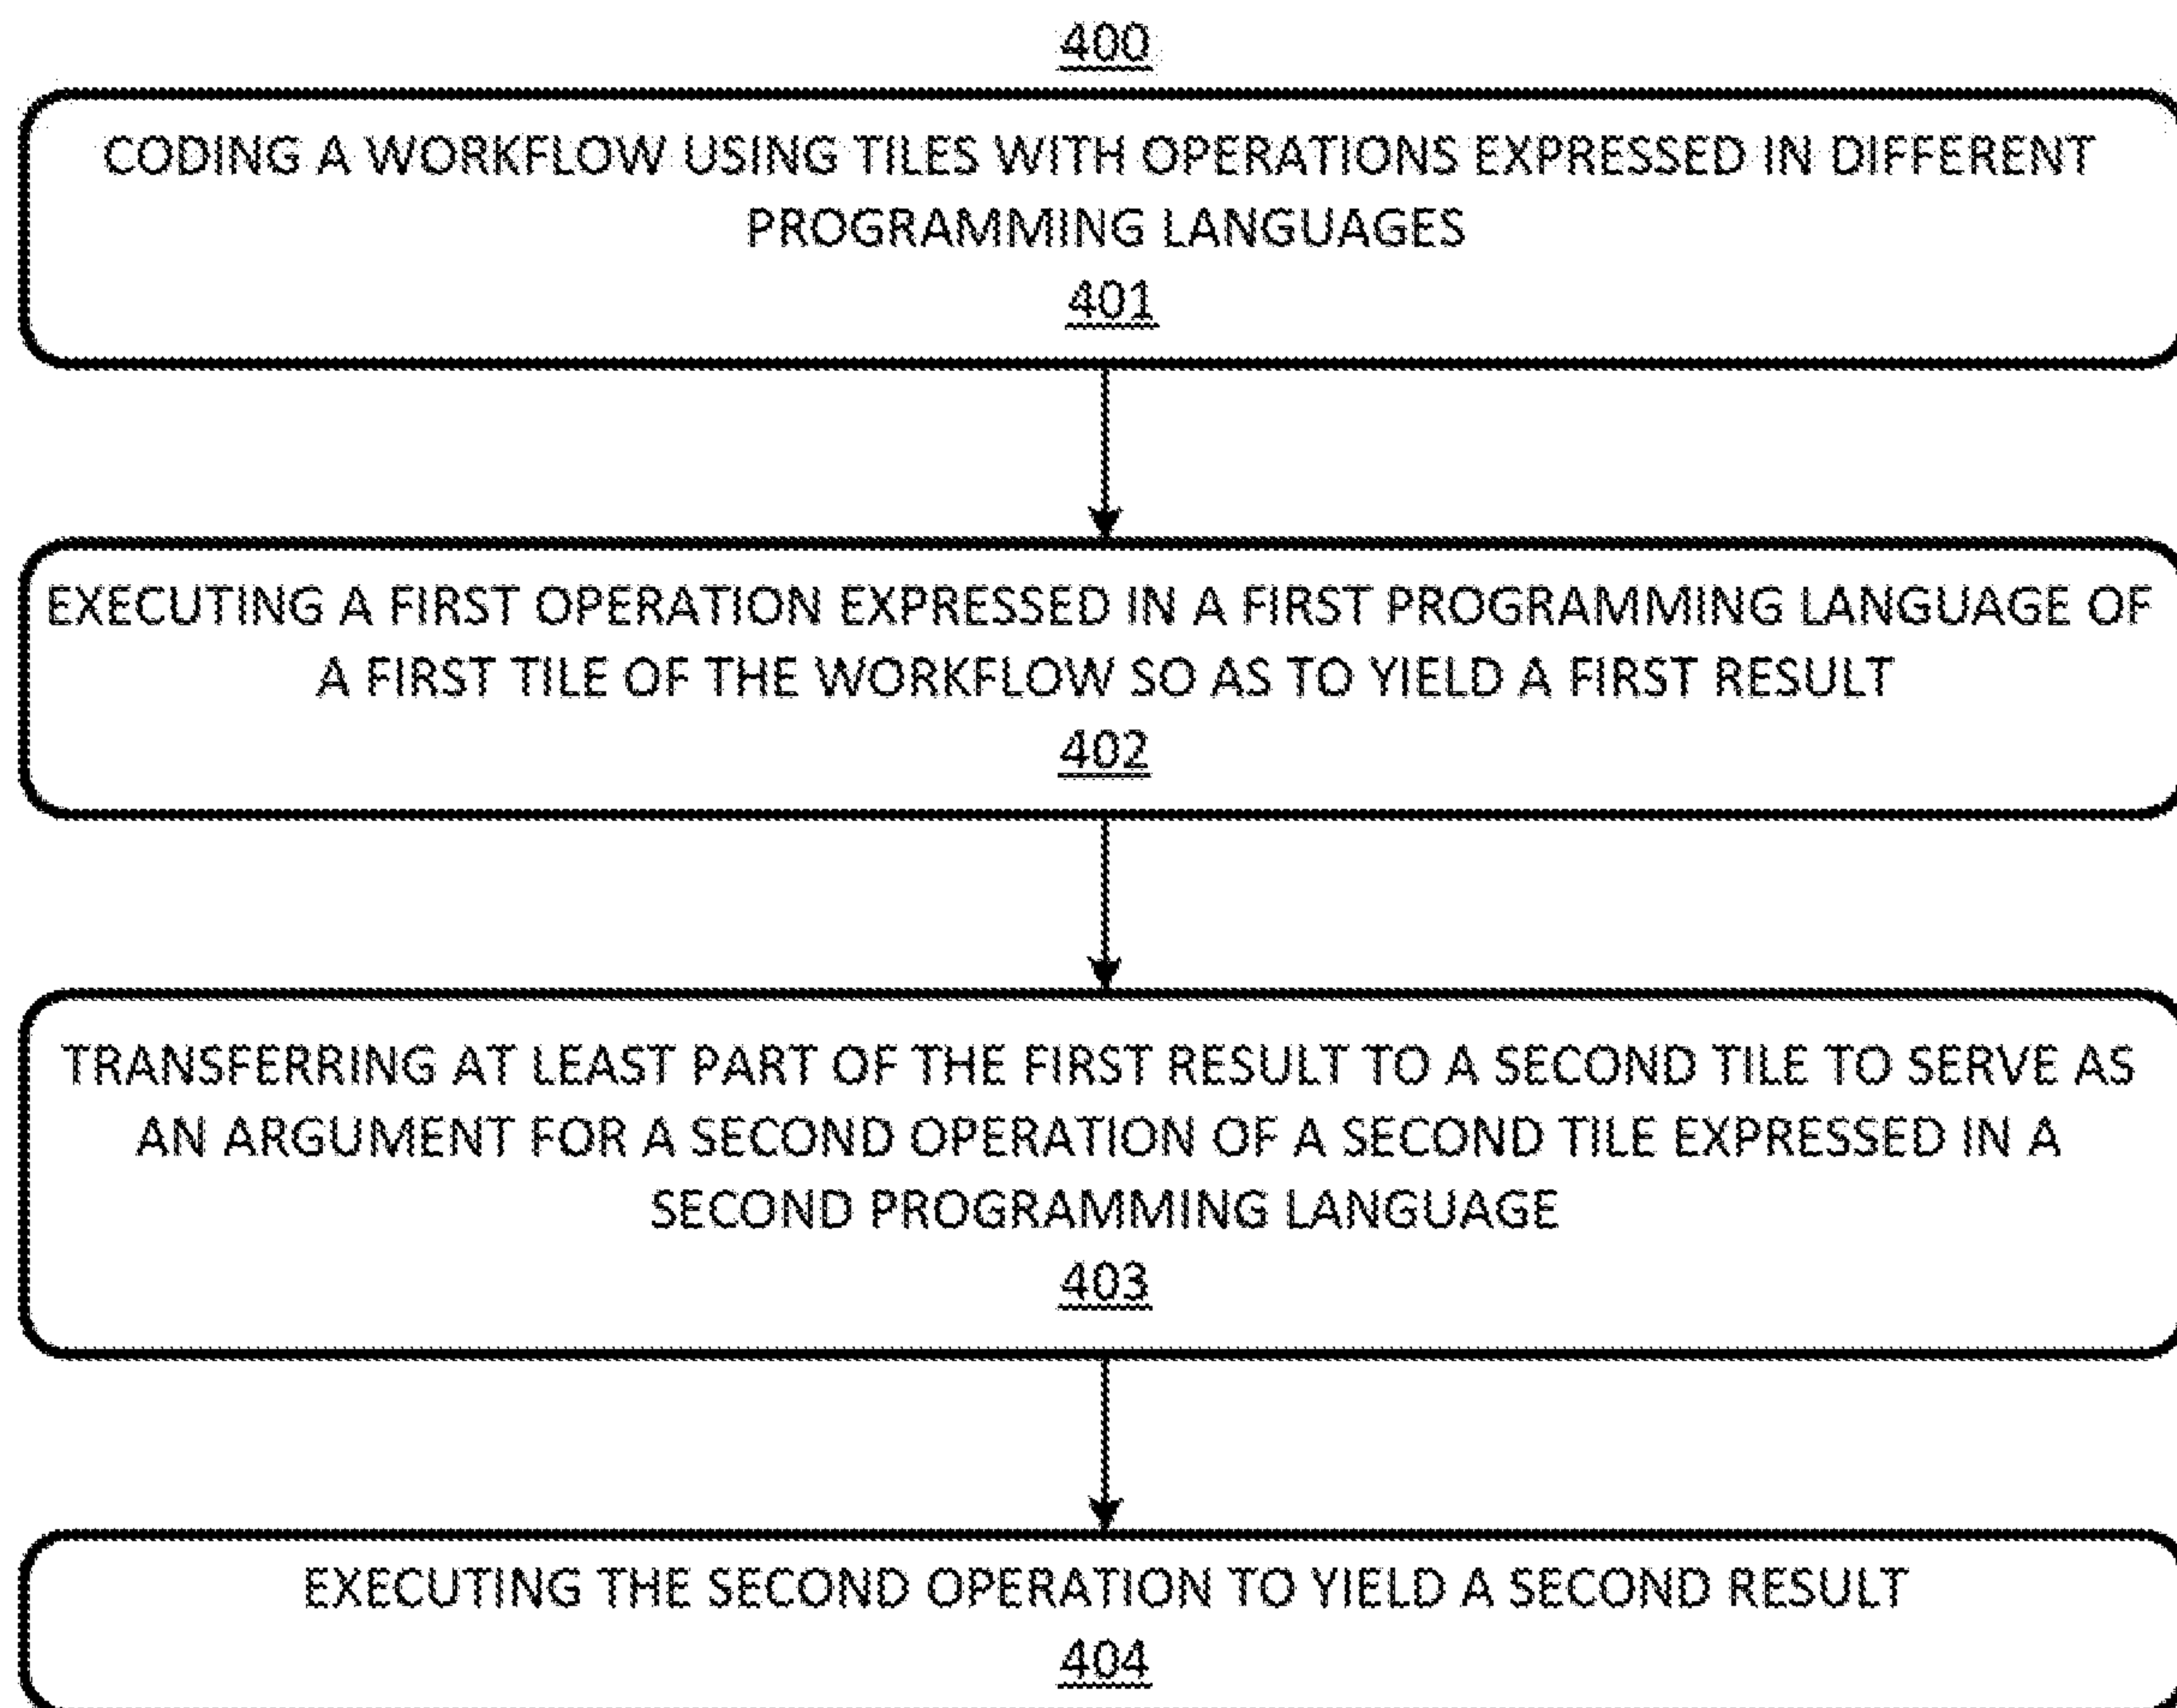 400
CODING A WORKFLOW USING TILES WITH OPERATIONS EXPRESSED IN DIFFERENT
PROGRAMMING LANGUAGES
401
EXECUTING A FIRST OPERATION EXPRESSED IN A FIRST PROGRAMMING LANGUAGE OF
A FIRST TILE OF THE WORKFLOW SO AS TO YIELD A FIRST RESULT
402
TRANSFERRING AT LEAST PART OF THE FIRST RESULT TO A SECOND TILE TO SERVE AS
AN ARGUMENT FOR A SECOND OPERATION OF A SECOND TILE EXPRESSED IN A
SECOND PROGRAMMING LANGUAGE
403
EXECUTING THE SECOND OPERATION TO YIELD A SECOND RESULT
404